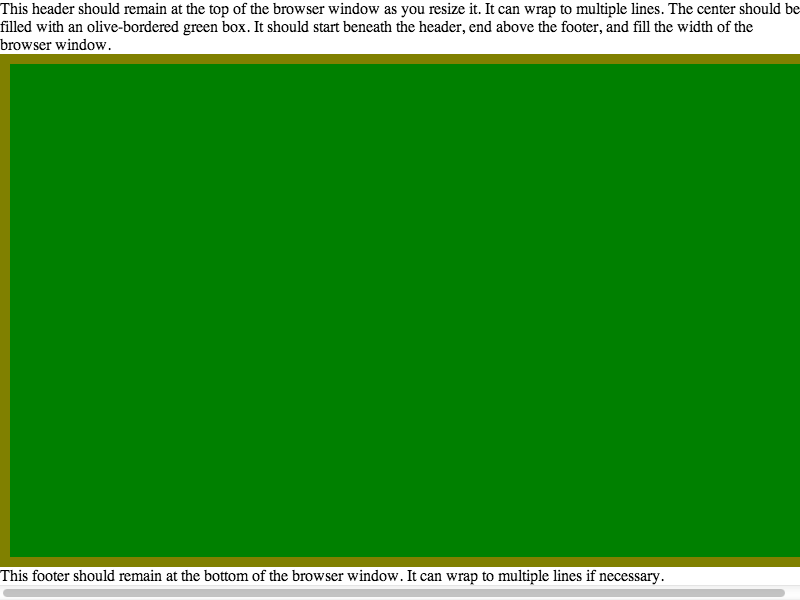 This header should remain at the top of the browser window as you resize it. It can wrap to multiple lines. The center should be
filled with an olive-bordered green box. It should start beneath the header, end above the footer, and fill the width of the
browser window.
This footer should remain at the bottom of the browser window. It can wrap to multiple lines if necessary.